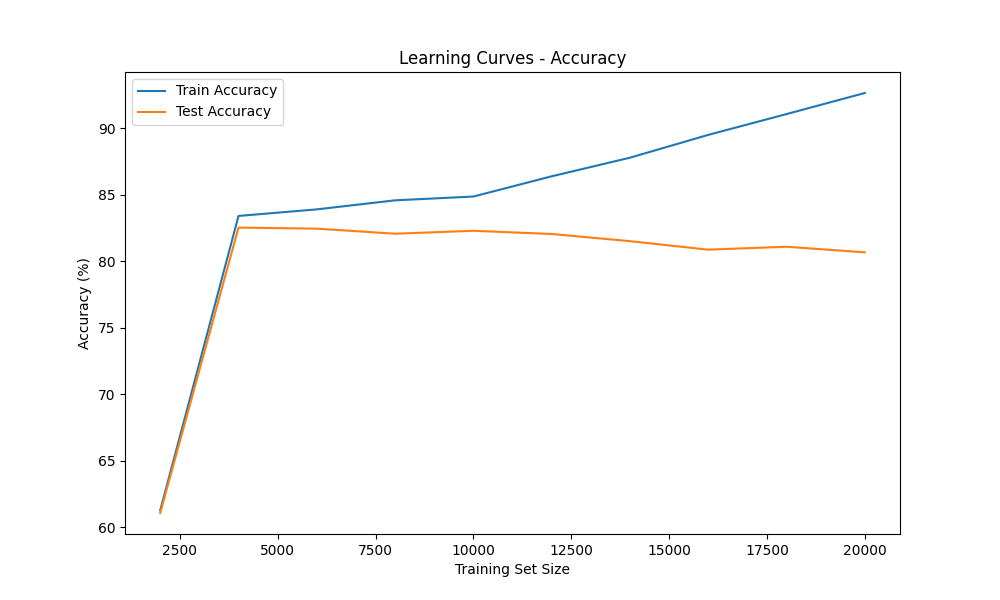 Learning Curves - Accuracy
Train Accuracy
Test Accuracy
Accuracy (%)
90
85
80
75
70
65
60
2500 5000 7500 10000 12500 15000 17500 20000
Training Set Size